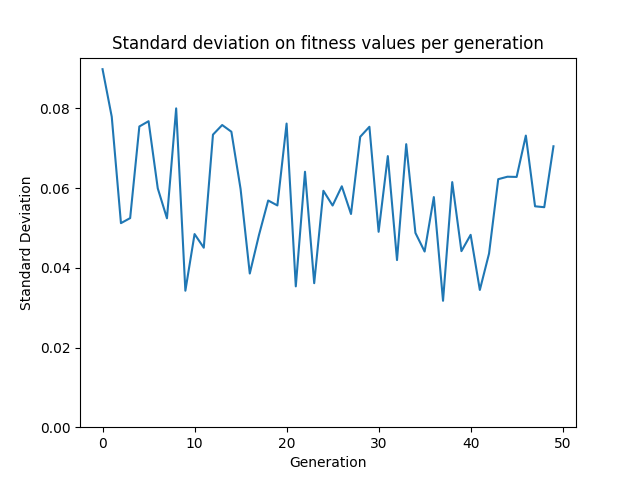 Standard deviation on fitness values per generation
0.08
0.06
0.04
0.02
0.00
Standard Deviation
0 10 20 30 40 50
Generation